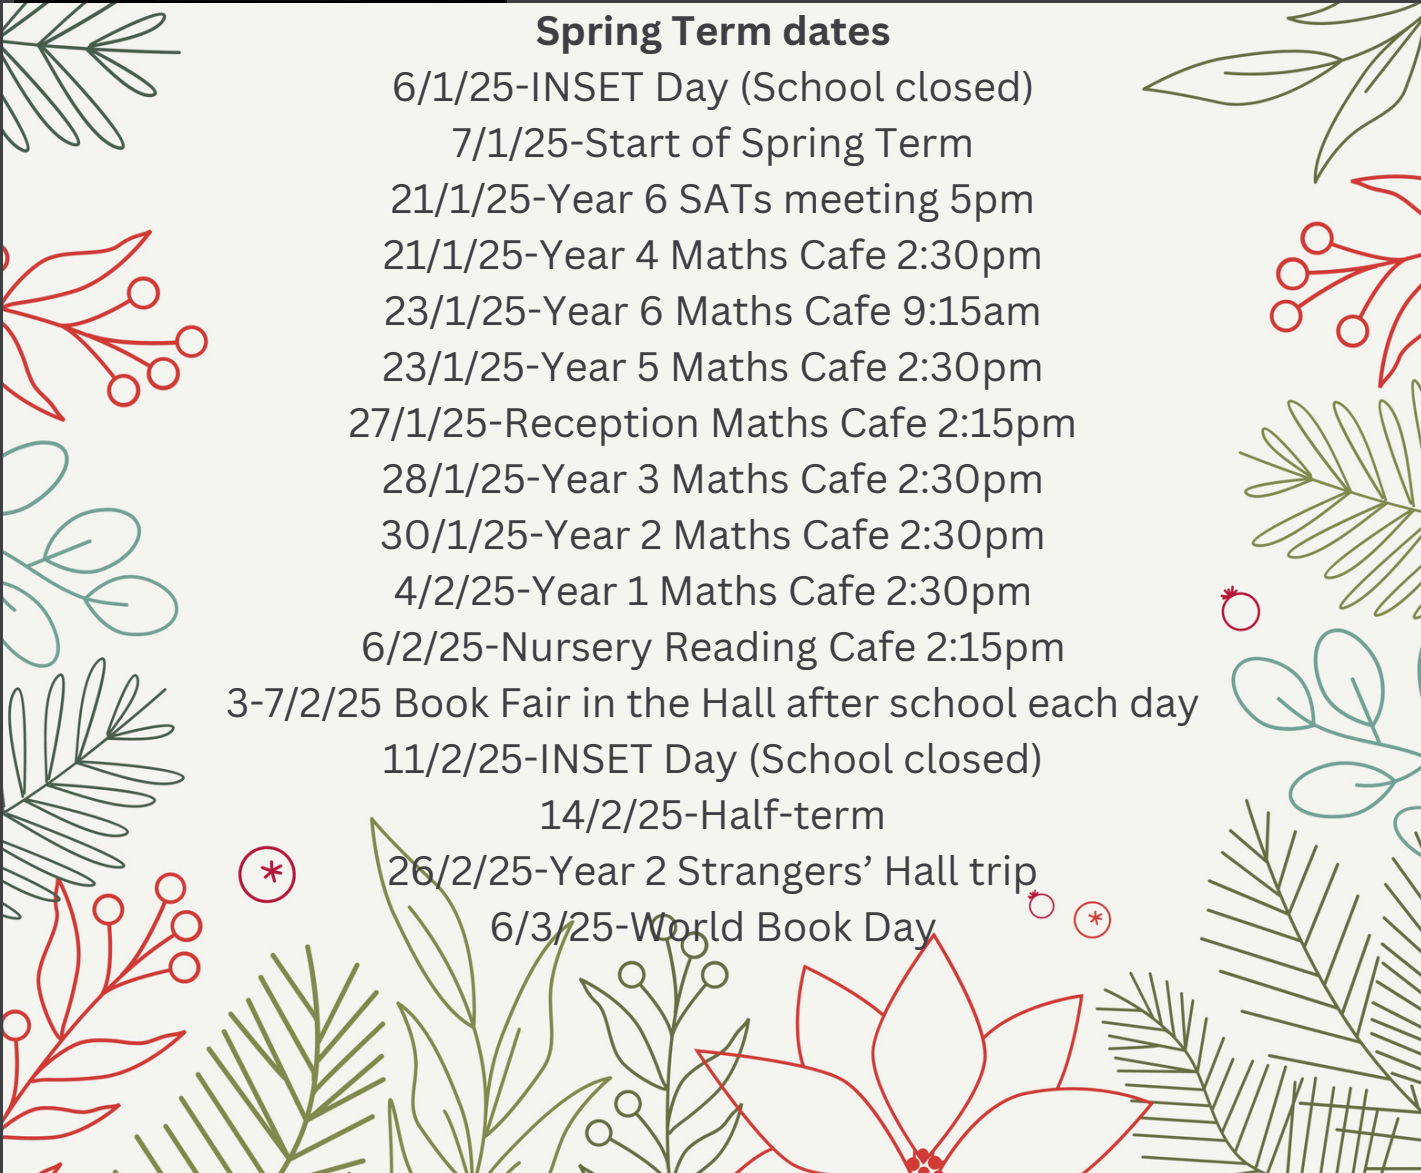 Spring Term dates
6/1/25-INSET Day (School closed)
7/1/25-Start of Spring Term
21/1/25-Year 6 SATs meeting 5pm
21/1/25-Year 4 Maths Cafe 2:30pm
23/1/25-Year 6 Maths Cafe 9:15am
23/1/25-Year 5 Maths Cafe 2:30pm
27/1/25-Reception Maths Cafe 2:15pm
28/1/25-Year 3 Maths Cafe 2:30pm
30/1/25-Year 2 Maths Cafe 2:30pm
4/2/25-Year 1 Maths Cafe 2:30pm
6/2/25-Nursery Reading Cafe 2:15pm
3-7/2/25 Book Fair in the Hall after school each day
11/2/25-INSET Day (School closed)
14/2/25-Half-term
26/2/25-Year 2 Strangers’ Hall trip
6/3/25-World Book Day